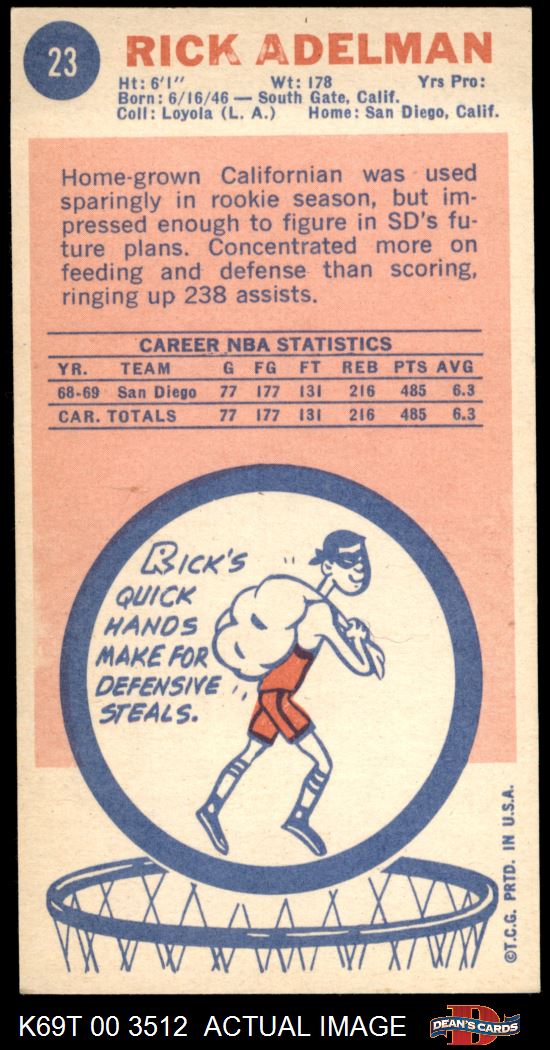 23
RICK ADELMAN
Ht: 6'1" Wt: 178 Yrs Pro:
Born: 6/16/46 — South Gate, Calif.
Coll: Loyola (L. A.) Home: San Diego, Calif.
Home-grown Californian was used
sparingly in rookie season, but im-
pressed enough to figure in SD's fu-
ture plans. Concentrated more on
feeding and defense than scoring,
ringing up 238 assists.
CAREER NBA STATISTICS
YR. TEAM G FG FT REB PTS AVG
68-69 San Diego 77 177 131 216 485 6.3
CAR. TOTALS 77 177 131 216 485 6.3
RICK'S
QUICK
HANDS
MAKE FOR
DEFENSIVE
STEALS.
©T.C.G. PRTD. IN U.S.A.
K69T 00 3512 ACTUAL IMAGE
D
DEAN'S CARDS